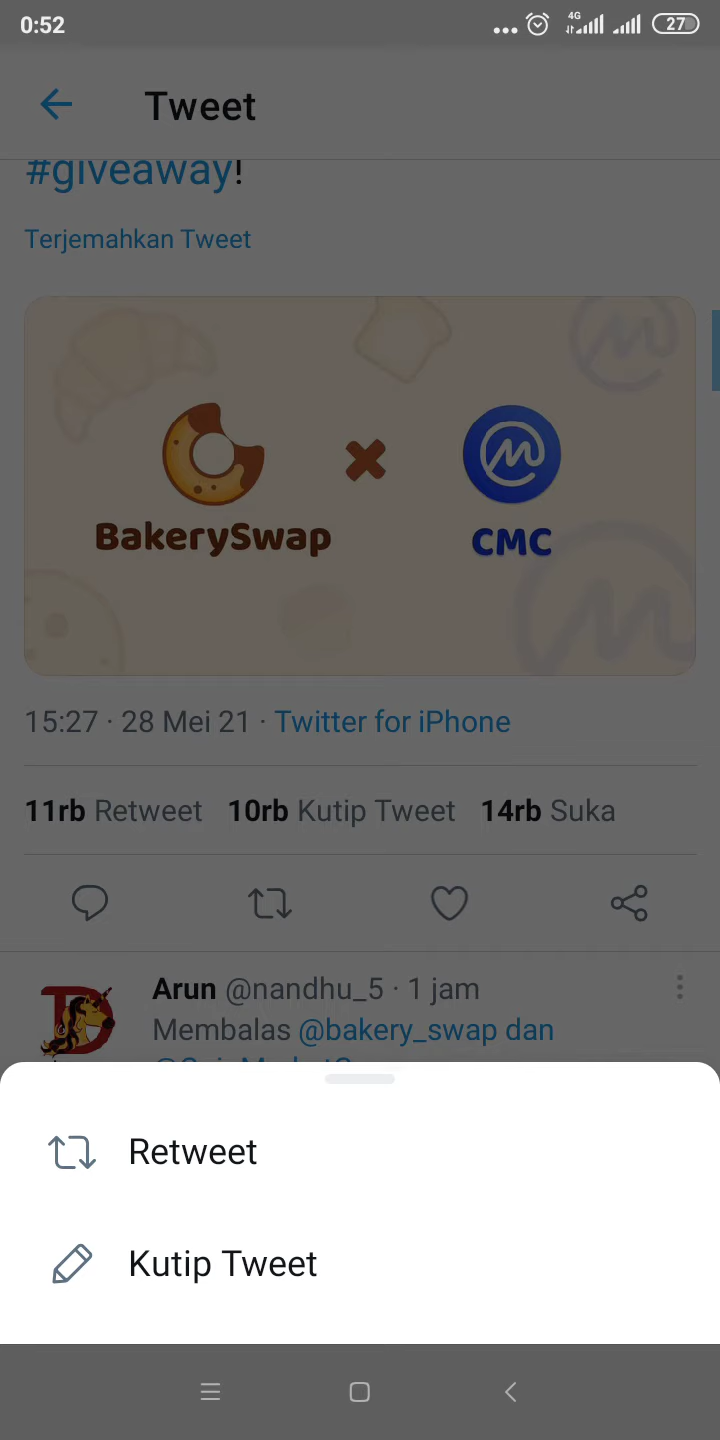 0:52
4G
27
Tweet
#giveaway!
Terjemahkan Tweet
BakerySwap
CMC
15:27 · 28 Mei 21 · Twitter for iPhone
11rb Retweet 10rb Kutip Tweet 14rb Suka
Arun @nandhu_5 · 1 jam
Membalas @bakery_swap dan
Retweet
Kutip Tweet